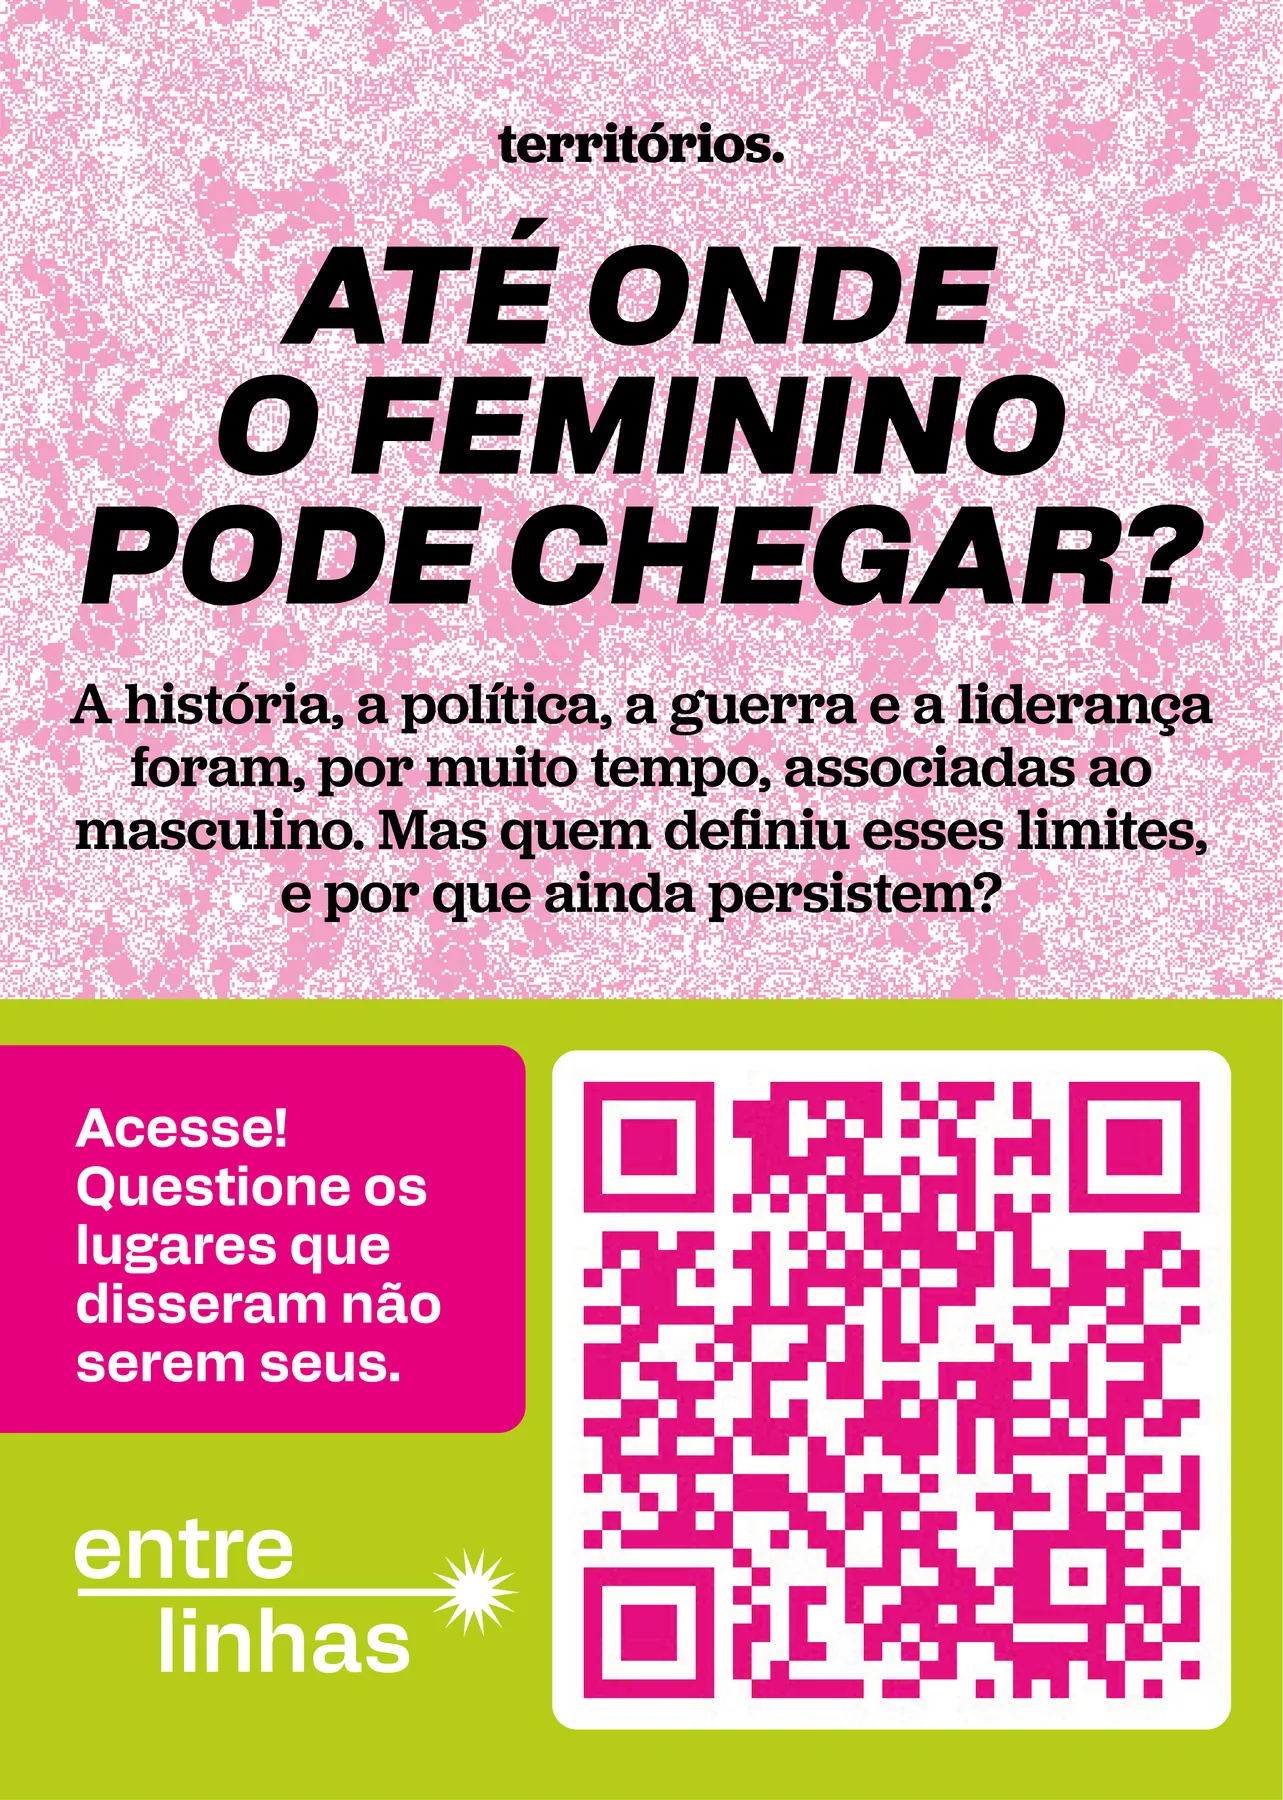 territórios.
ATÉ ONDE
O FEMININO
PODE CHEGAR?
A história, a política, a guerra e a liderança
foram, por muito tempo, associadas ao
masculino. Mas quem definiu esses limites,
e por que ainda persistem?
Acesse!
Questione os
lugares que
disseram não
serem seus.
entre
linhas